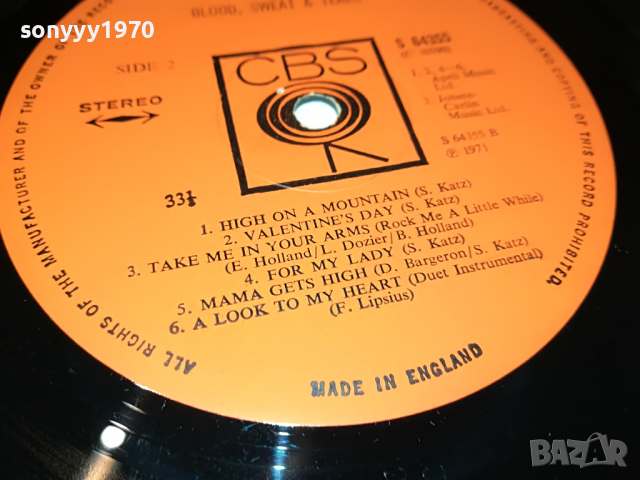 sonyyy1970
BLOOD, SWEAT & TEARS
S 64355
SIDE 2
CBS
1, 2, 4—6,
April Music
Ltd.
3, Jobete-
Carlin
Music Ltd.
STEREO
S 64355 B
℗ 1971
33⅓
1. HIGH ON A MOUNTAIN (S. Katz)
2. VALENTINE'S DAY (S. Katz)
3. TAKE ME IN YOUR ARMS (Rock Me A Little While)
(E. Holland/L. Dozier/B. Holland)
4. FOR MY LADY (S. Katz)
5. MAMA GETS HIGH (D. Bargeron/S. Katz)
6. A LOOK TO MY HEART (Duet Instrumental)
(F. Lipsius)
ALL RIGHTS OF THE MANUFACTURER AND OF THE OWNER OF THE RECOR
COPYING OF THIS RECORD PROHIBITED.
MADE IN ENGLAND
BAZAR
bg